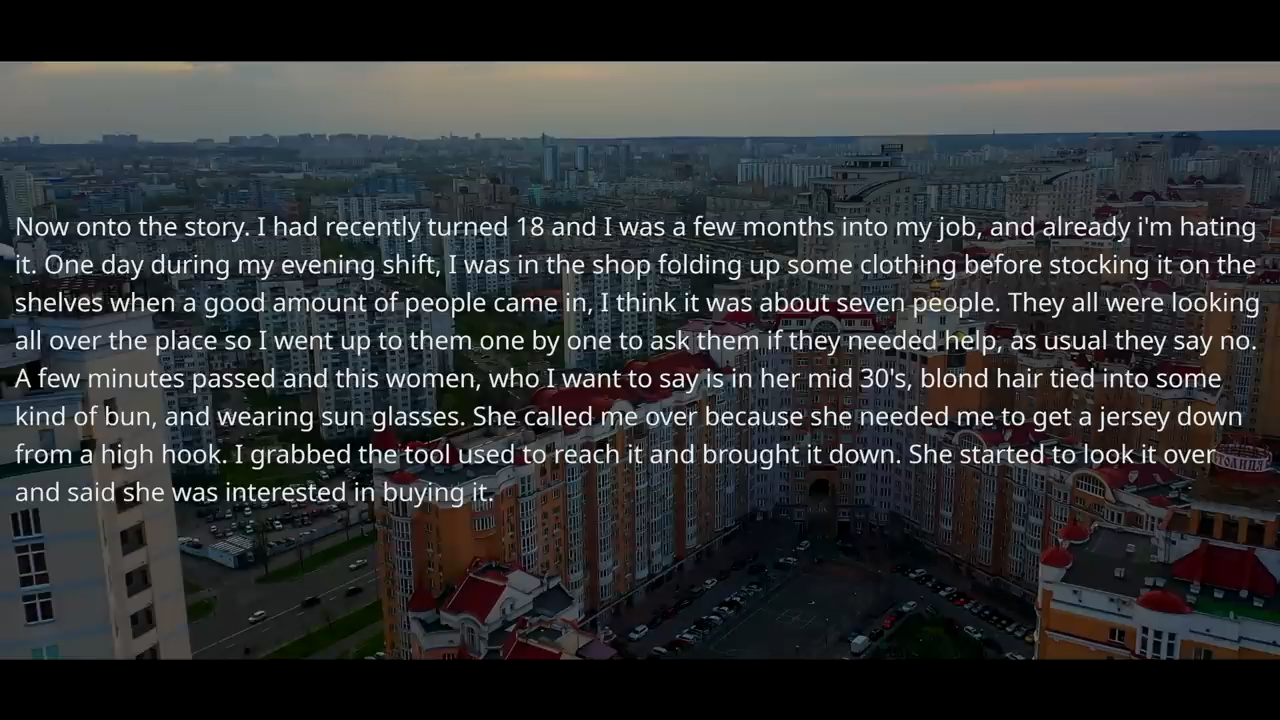 Now onto the story. I had recently turned 18 and I was a few months into my job, and already i'm hating
it. One day during my evening shift, I was in the shop folding up some clothing before stocking it on the
shelves when a good amount of people came in, I think it was about seven people. They all were looking
all over the place so I went up to them one by one to ask them if they needed help, as usual they say no.
A few minutes passed and this women, who I want to say is in her mid 30's, blond hair tied into some
kind of bun, and wearing sun glasses. She called me over because she needed me to get a jersey down
from a high hook. I grabbed the tool used to reach it and brought it down. She started to look it over
and said she was interested in buying it.